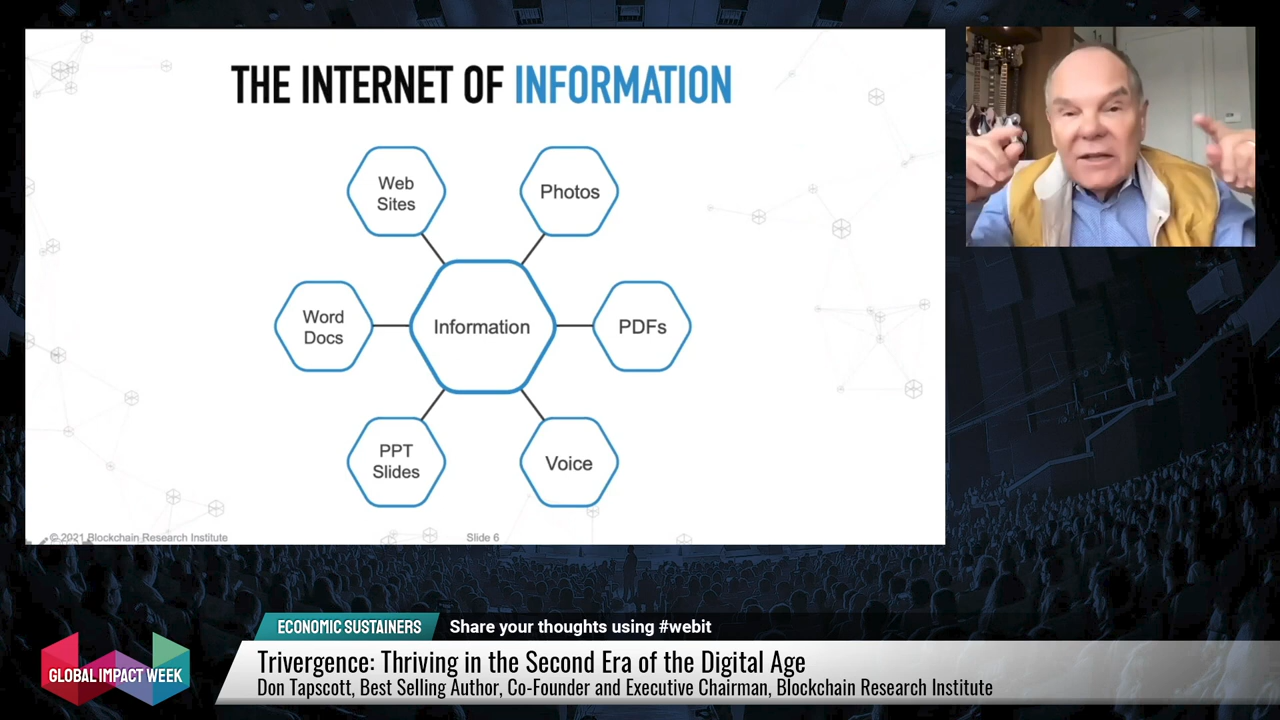 THE INTERNET OF INFORMATION
Web
Sites
Photos
Word
Docs
Information
PDFs
PPT
Slides
Voice
© 2021 Blockchain Research Institute
Slide 6
ECONOMIC SUSTAINERS
Share your thoughts using #webit
GLOBAL IMPACT WEEK
Trivergence: Thriving in the Second Era of the Digital Age
Don Tapscott, Best Selling Author, Co-Founder and Executive Chairman, Blockchain Research Institute